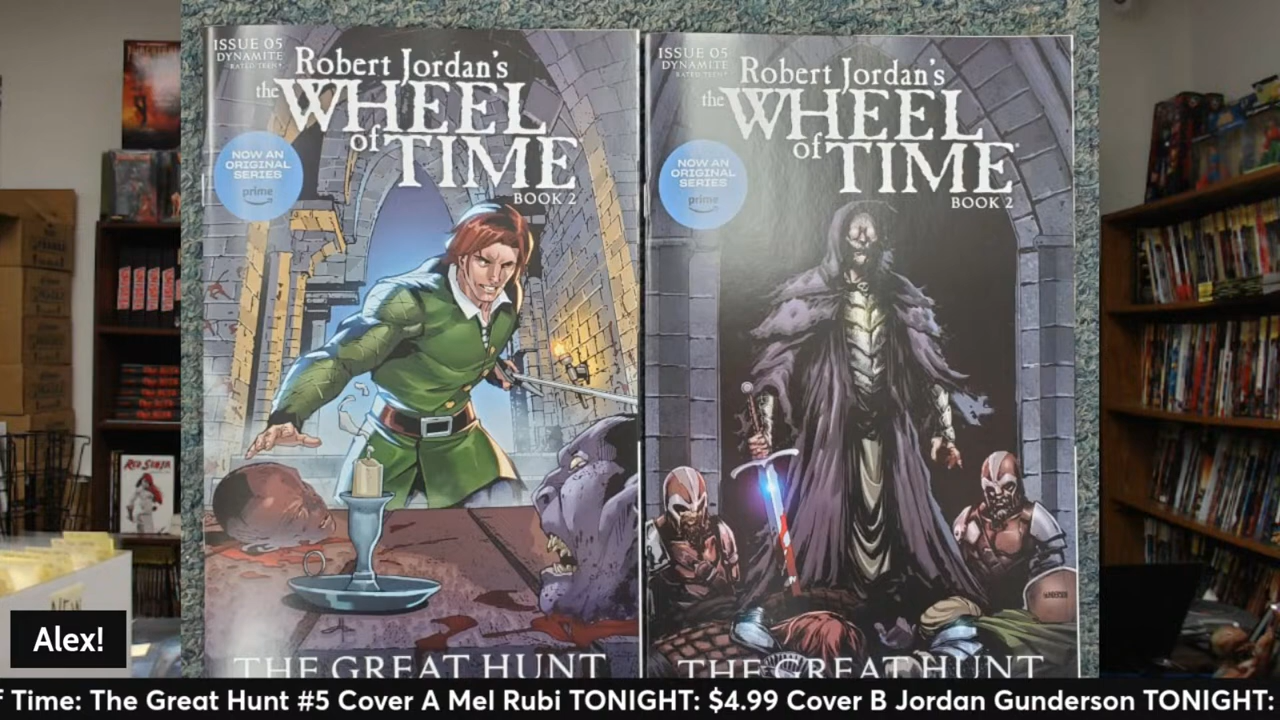 ISSUE 05
DYNAMITE
RATED TEEN+
Robert Jordan's
the WHEEL
of TIME
BOOK 2
NOW AN
ORIGINAL
SERIES
prime
THE GREAT HUNT
ISSUE 05
DYNAMITE
RATED TEEN+
Robert Jordan's
the WHEEL
of TIME
BOOK 2
NOW AN
ORIGINAL
SERIES
prime
THE GREAT HUNT
RED SONJA
NEW
Alex!
f Time: The Great Hunt #5 Cover A Mel Rubi TONIGHT: $4.99 Cover B Jordan Gunderson TONIGHT: